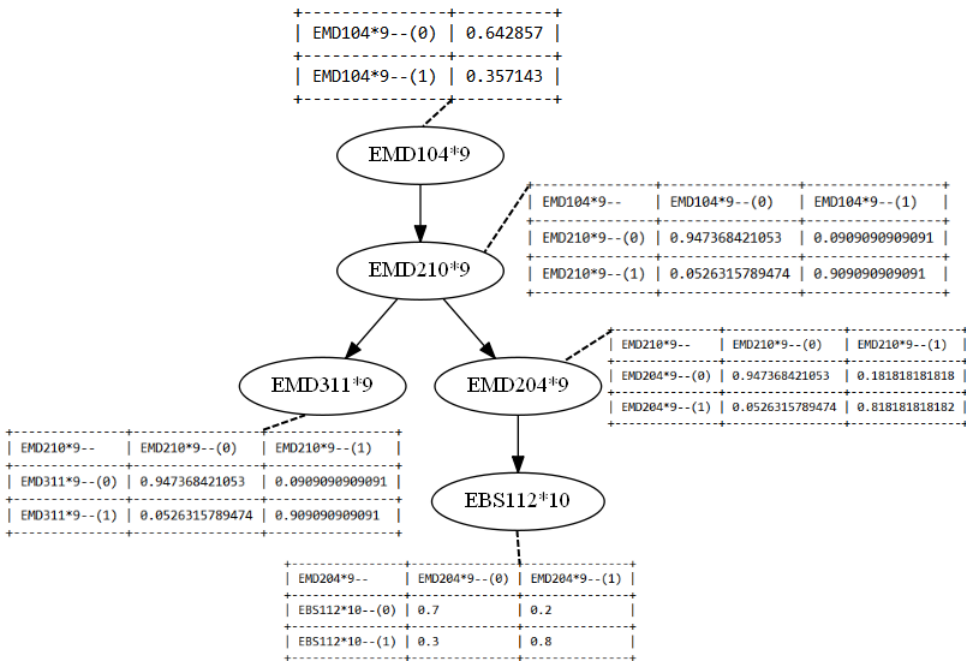 +---------------+----------+
| EMD104*9--(0) | 0.642857 |
+---------------+----------+
| EMD104*9--(1) | 0.357143 |
+---------------+----------+
EMD104*9
+---------------+-----------------+-----------------+
| EMD104*9-- | EMD104*9--(0) | EMD104*9--(1) |
+---------------+-----------------+-----------------+
| EMD210*9--(0) | 0.947368421053 | 0.0909090909091 |
+---------------+-----------------+-----------------+
| EMD210*9--(1) | 0.0526315789474 | 0.909090909091 |
+---------------+-----------------+-----------------+
EMD210*9
EMD311*9
EMD204*9
+---------------+-----------------+----------------+
| EMD210*9-- | EMD210*9--(0) | EMD210*9--(1) |
+---------------+-----------------+----------------+
| EMD204*9--(0) | 0.947368421053 | 0.181818181818 |
+---------------+-----------------+----------------+
| EMD204*9--(1) | 0.0526315789474 | 0.818181818182 |
+---------------+-----------------+----------------+
+---------------+-----------------+-----------------+
| EMD210*9-- | EMD210*9--(0) | EMD210*9--(1) |
+---------------+-----------------+-----------------+
| EMD311*9--(0) | 0.947368421053 | 0.0909090909091 |
+---------------+-----------------+-----------------+
| EMD311*9--(1) | 0.0526315789474 | 0.909090909091 |
+---------------+-----------------+-----------------+
EBS112*10
+----------------+---------------+---------------+
| EMD204*9-- | EMD204*9--(0) | EMD204*9--(1) |
+----------------+---------------+---------------+
| EBS112*10--(0) | 0.7 | 0.2 |
+----------------+---------------+---------------+
| EBS112*10--(1) | 0.3 | 0.8 |
+----------------+---------------+---------------+